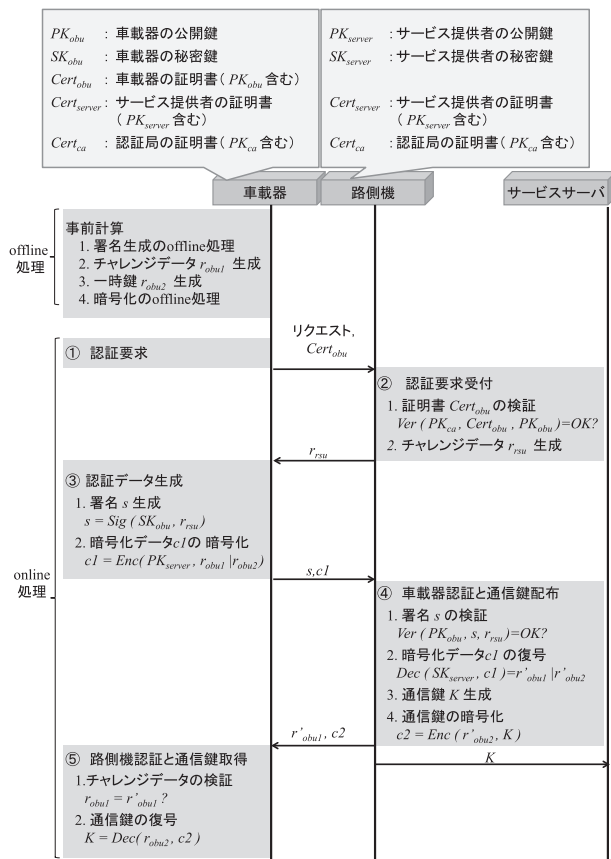 PKobu : 車載器の公開鍵
SKobu : 車載器の秘密鍵
Certobu : 車載器の証明書( PKobu 含む)
Certserver : サービス提供者の証明書
( PKserver 含む)
Certca : 認証局の証明書( PKca 含む)
PKserver : サービス提供者の公開鍵
SKserver : サービス提供者の秘密鍵
Certserver : サービス提供者の証明書
( PKserver 含む)
Certca : 認証局の証明書( PKca 含む)
車載器
路側機
サービスサーバ
offline
処理
事前計算
1. 署名生成のoffline処理
2. チャレンジデータ robu1 生成
3. 一時鍵 robu2 生成
4. 暗号化のoffline処理
online
処理
① 認証要求
リクエスト,
Certobu
② 認証要求受付
1. 証明書 Certobu の検証
Ver ( PKca , Certobu , PKobu )=OK?
2. チャレンジデータ rrsu 生成
rrsu
③ 認証データ生成
1. 署名 s 生成
s = Sig ( SKobu , rrsu )
2. 暗号化データc1の 暗号化
c1 = Enc( PKserver , robu1 |robu2)
s,c1
④ 車載器認証と通信鍵配布
1. 署名 s の検証
Ver ( PKobu , s, rrsu )=OK?
2. 暗号化データc1 の復号
Dec ( SKserver , c1 )=r'obu1 |r'obu2
3. 通信鍵 K 生成
4. 通信鍵の暗号化
c2 = Enc ( r'obu2 , K )
r'obu1 , c2
K
⑤ 路側機認証と通信鍵取得
1.チャレンジデータの検証
robu1 = r'obu1 ?
2. 通信鍵の復号
K = Dec( robu2 , c2 )